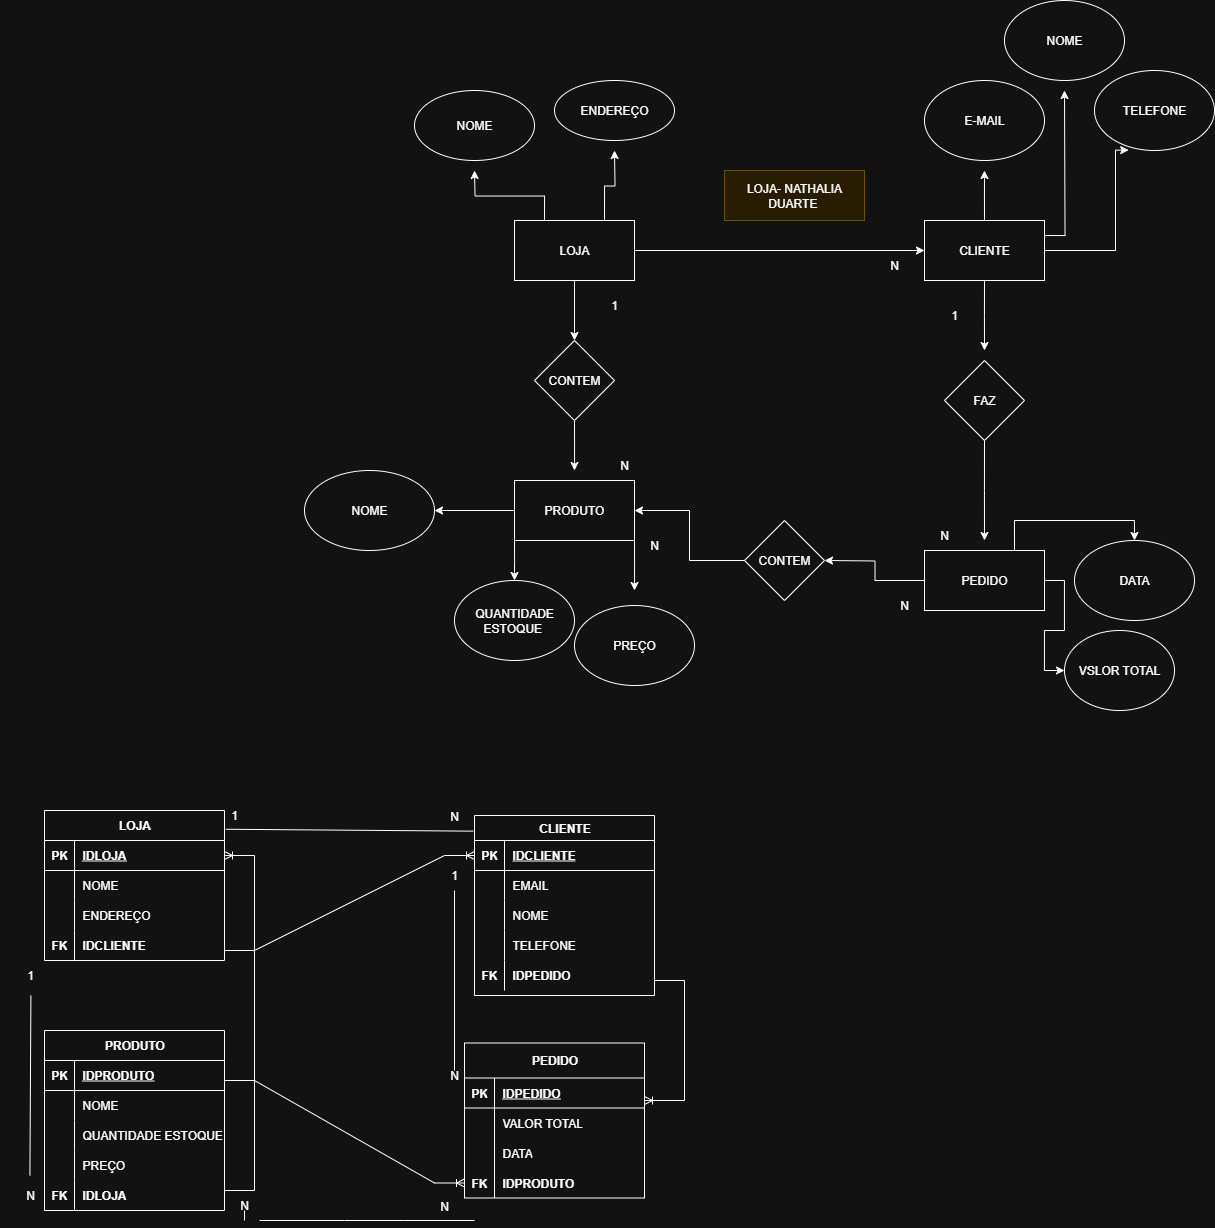 NOME
ENDEREÇO
E-MAIL
NOME
TELEFONE
LOJA- NATHALIA
DUARTE
LOJA
CLIENTE
N
1
1
CONTEM
FAZ
N
NOME
PRODUTO
N
CONTEM
N
PEDIDO
DATA
N
QUANTIDADE
ESTOQUE
PREÇO
VSLOR TOTAL
LOJA
PK IDLOJA
NOME
ENDEREÇO
FK IDCLIENTE
1
N
CLIENTE
PK IDCLIENTE
EMAIL
NOME
TELEFONE
FK IDPEDIDO
1
1
N
PRODUTO
PK IDPRODUTO
NOME
QUANTIDADE ESTOQUE
PREÇO
FK IDLOJA
N
N
N
PEDIDO
PK IDPEDIDO
VALOR TOTAL
DATA
FK IDPRODUTO